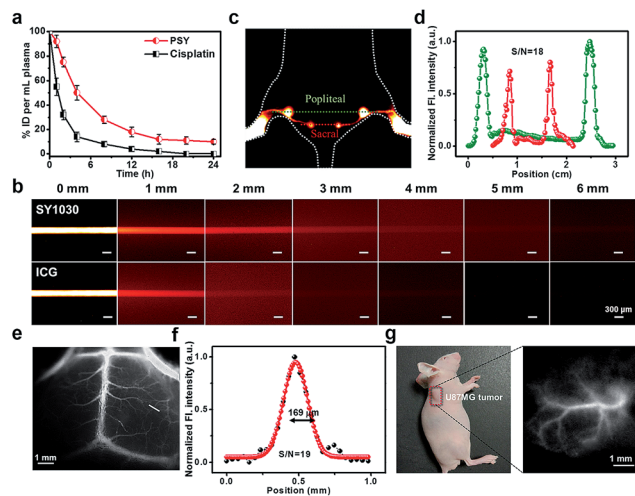 a
% ID per mL plasma
100
80
60
40
20
0
PSY
Cisplatin
0 6 12 18 24
Time (h)
c
Popliteal
Sacral
d
Normalized Fl. intensity (a.u.)
1.0
0.5
0.0
S/N=18
0 1 2 3
Position (cm)
b
0 mm 1 mm 2 mm 3 mm 4 mm 5 mm 6 mm
SY1030
ICG
300 µm
e
1 mm
f
Normalized Fl. intensity (a.u.)
1.0
0.5
0.0
169 µm
S/N=19
0.0 0.5 1.0
Position (mm)
g
U87MG tumor
1 mm